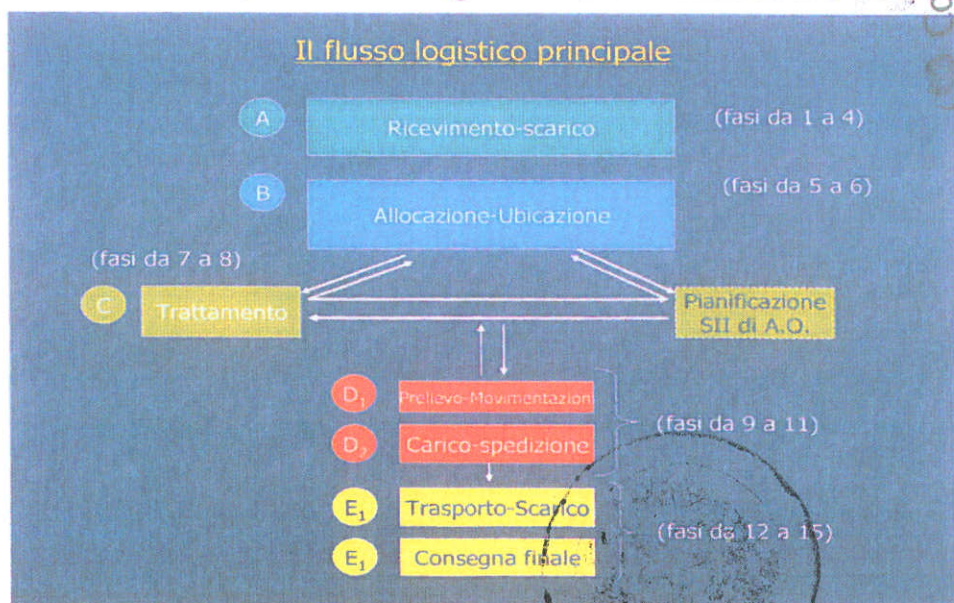 Il flusso logistico principale
A Ricevimento-scarico (fasi da 1 a 4)
B Allocazione-Ubicazione (fasi da 5 a 6)
(fasi da 7 a 8)
C Trattamento
Pianificazione
SII di A.O.
D1 Prelievo-Movimentazioni
D2 Carico-spedizione
(fasi da 9 a 11)
E1 Trasporto-Scarico
E1 Consegna finale
(fasi da 12 a 15)